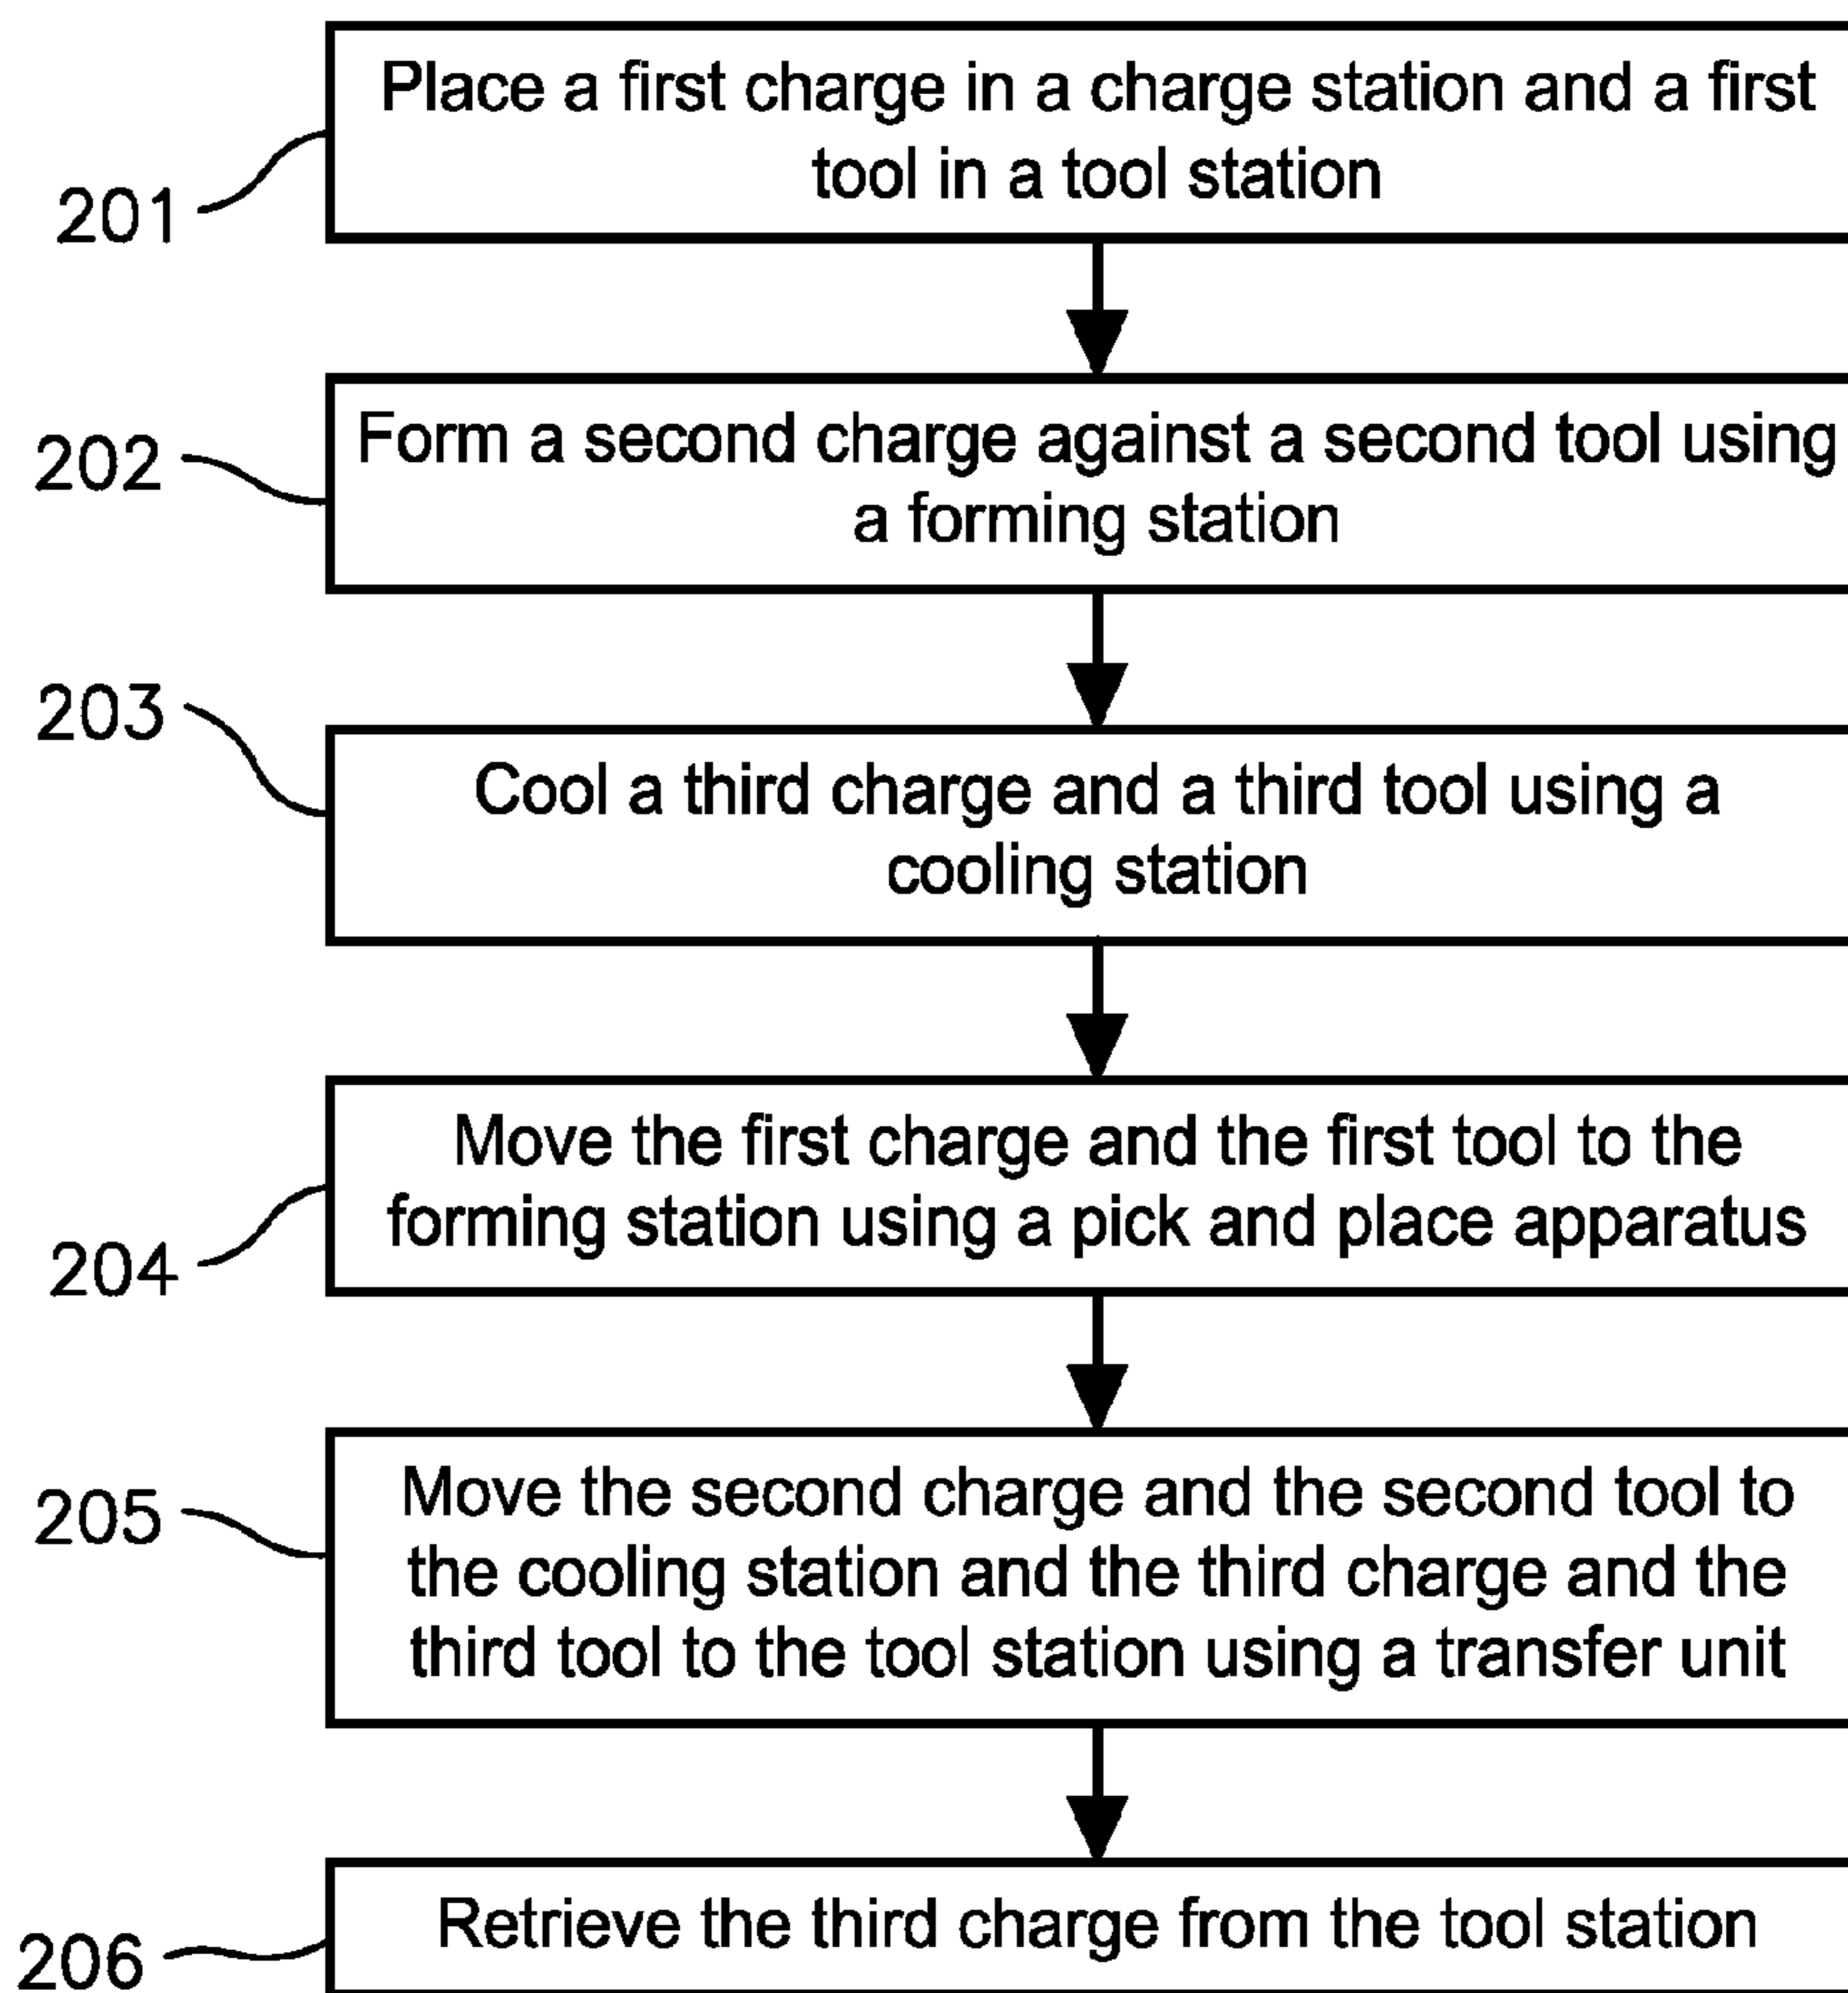 Place a first charge in a charge station and a first
tool in a tool station
201
Form a second charge against a second tool using
a forming station
202
Cool a third charge and a third tool using a
cooling station
203
Move the first charge and the first tool to the
forming station using a pick and place apparatus
204
Move the second charge and the second tool to
the cooling station and the third charge and the
third tool to the tool station using a transfer unit
205
Retrieve the third charge from the tool station
206